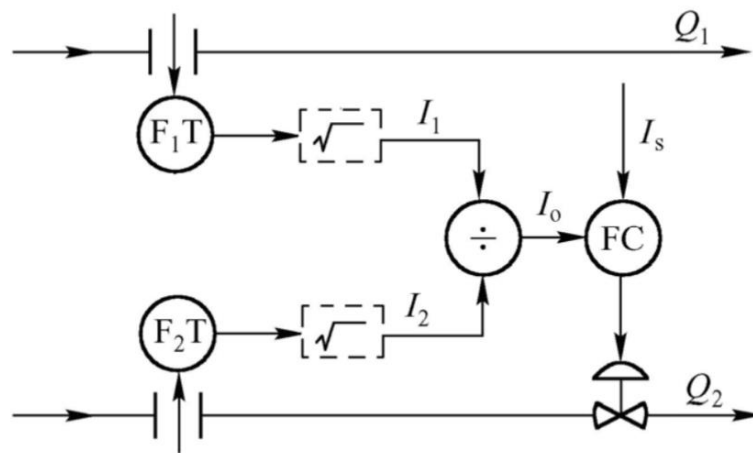 Q₁
F₁T
√
I₁
Iₛ
÷
Iₒ
FC
F₂T
√
I₂
Q₂